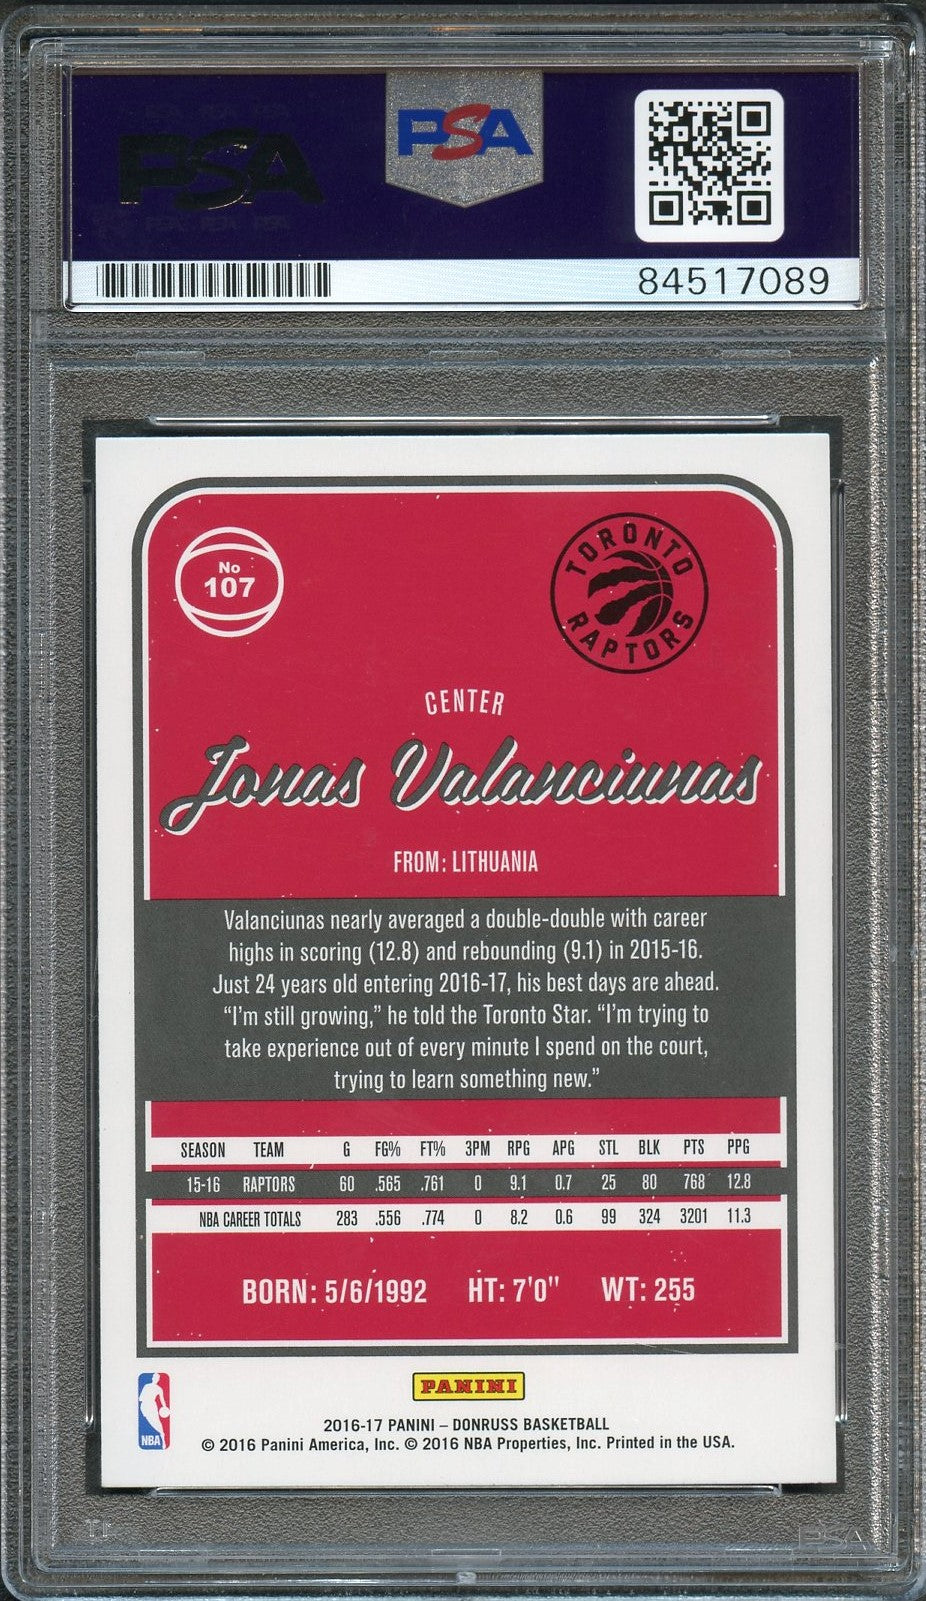 PSA
PSA
84517089
No
107
TORONTO
RAPTORS
CENTER
Jonas Valanciunas
FROM: LITHUANIA
Valanciunas nearly averaged a double-double with career
highs in scoring (12.8) and rebounding (9.1) in 2015-16.
Just 24 years old entering 2016-17, his best days are ahead.
“I’m still growing,” he told the Toronto Star. “I’m trying to
take experience out of every minute I spend on the court,
trying to learn something new.”
SEASON TEAM G FG% FT% 3PM RPG APG STL BLK PTS PPG
15-16 RAPTORS 60 .565 .761 0 9.1 0.7 25 80 768 12.8
NBA CAREER TOTALS 283 .556 .774 0 8.2 0.6 99 324 3201 11.3
BORN: 5/6/1992 HT: 7'0" WT: 255
NBA
PANINI
2016-17 PANINI – DONRUSS BASKETBALL
© 2016 Panini America, Inc. © 2016 NBA Properties, Inc. Printed in the USA.
PSA